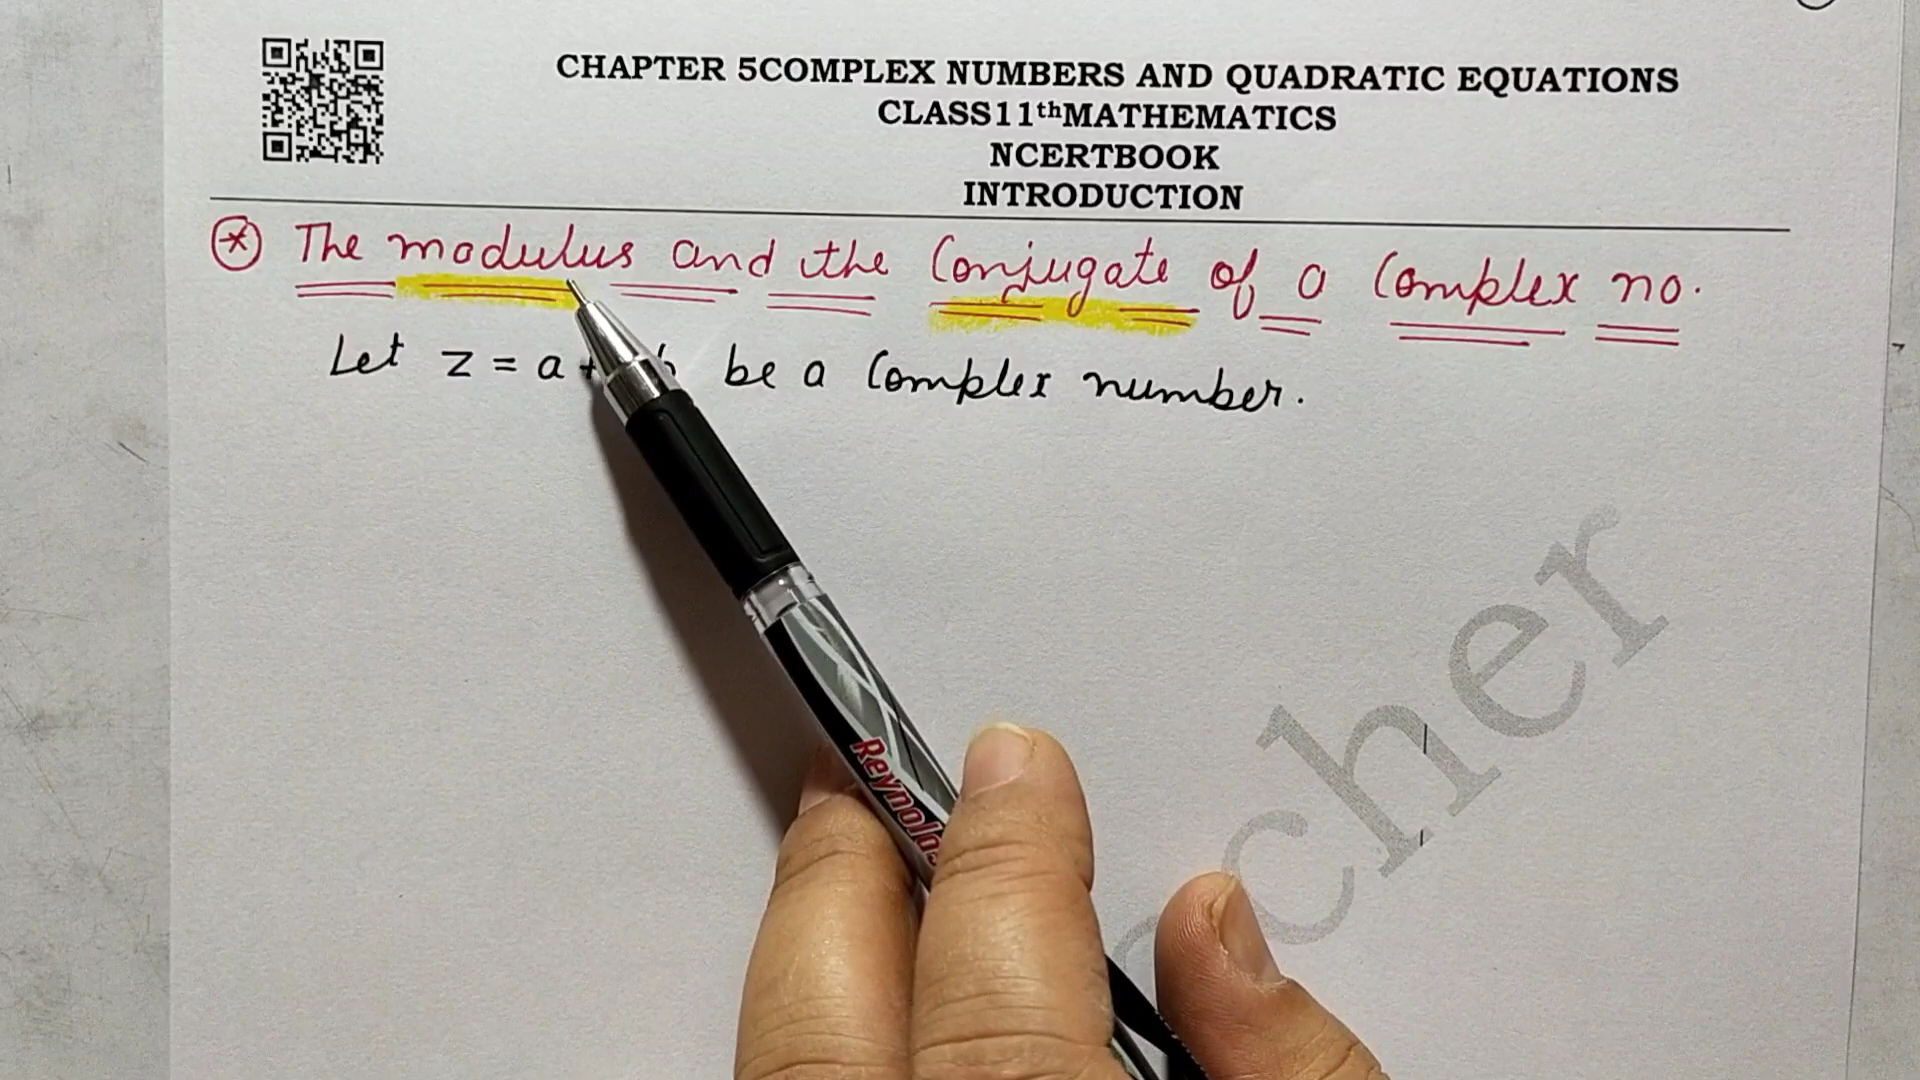 CHAPTER 5COMPLEX NUMBERS AND QUADRATIC EQUATIONS
CLASS11thMATHEMATICS
NCERTBOOK
INTRODUCTION
The modulus and the Conjugate of a Complex no.
Let z = a + b be a Complex number.
Reynolds
cher